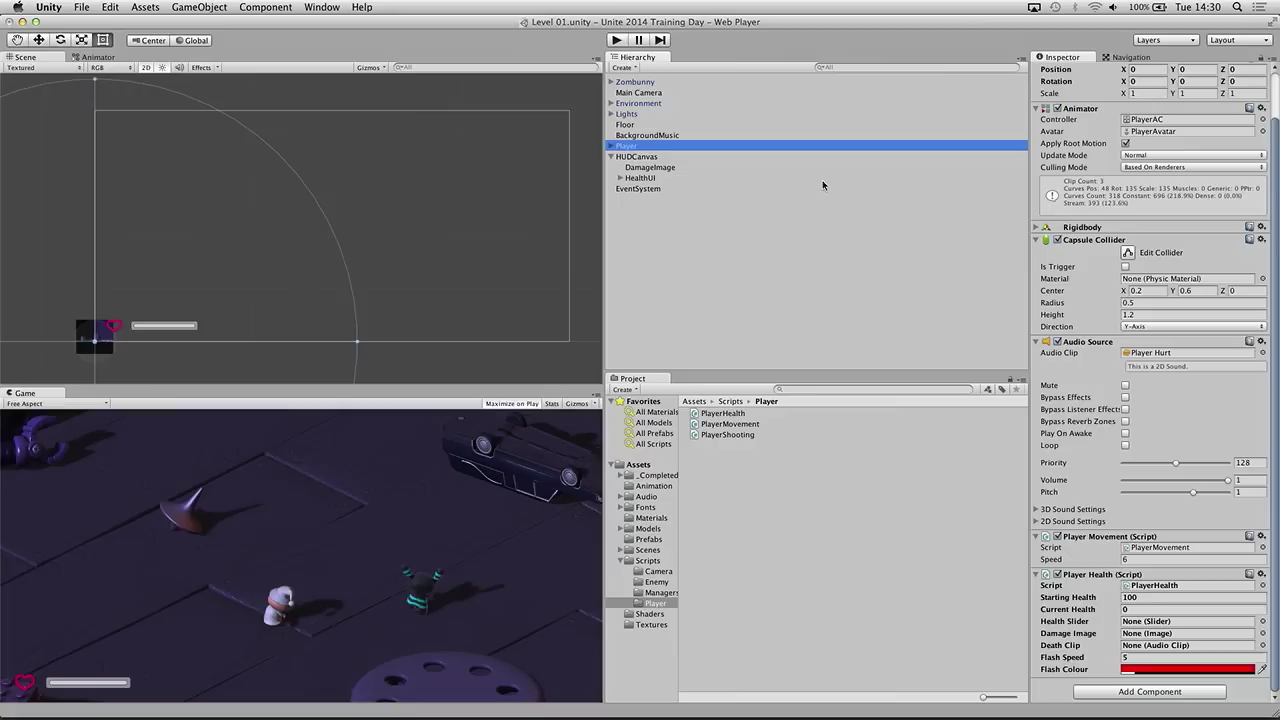 Unity File Edit Assets GameObject Component Window Help 100% Tue 14:30
Level 01.unity - Unite 2014 Training Day - Web Player
Center Global Layers Layout
Scene Animator
Textured RGB 2D Effects Gizmos All
Hierarchy
Create All
Zombunny
Main Camera
Environment
Lights
Floor
BackgroundMusic
Player
HUDCanvas
DamageImage
HealthUI
EventSystem
Inspector Navigation
Position X 0 Y 0 Z 0
Rotation X 0 Y 0 Z 0
Scale X 1 Y 1 Z 1
Animator
Controller PlayerAC
Avatar PlayerAvatar
Apply Root Motion
Update Mode Normal
Culling Mode Based On Renderers
Clip Count: 3
Curves Pos: 48 Rot: 135 Scale: 135 Muscles: 0 Generic: 0 PPtr: 0
Curves Count: 318 Constant: 696 (218.9%) Dense: 0 (0.0%)
Stream: 393 (123.6%)
Rigidbody
Capsule Collider
Edit Collider
Is Trigger
Material None (Physic Material)
Center X 0.2 Y 0.6 Z 0
Radius 0.5
Height 1.2
Direction Y-Axis
Audio Source
Audio Clip Player Hurt
This is a 2D Sound.
Mute
Bypass Effects
Bypass Listener Effects
Bypass Reverb Zones
Play On Awake
Loop
Priority 128
Volume 1
Pitch 1
3D Sound Settings
2D Sound Settings
Player Movement (Script)
Script PlayerMovement
Speed 6
Player Health (Script)
Script PlayerHealth
Starting Health 100
Current Health 0
Health Slider None (Slider)
Damage Image None (Image)
Death Clip None (Audio Clip)
Flash Speed 5
Flash Colour
Add Component
Project
Create
Favorites
All Materials
All Models
All Prefabs
All Scripts
Assets
_Completed
Animation
Audio
Fonts
Materials
Models
Prefabs
Scenes
Scripts
Camera
Enemy
Managers
Player
Shaders
Textures
Assets Scripts Player
PlayerHealth
PlayerMovement
PlayerShooting
Game
Free Aspect Maximize on Play Stats Gizmos